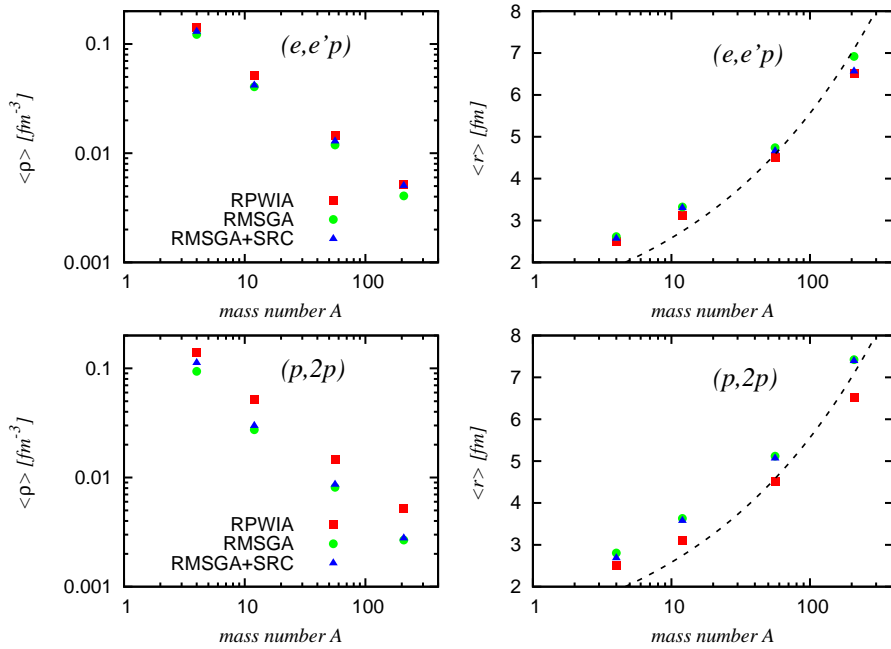 0.1
0.01
0.001
<ρ> [fm⁻³]
(e,e’p)
RPWIA
RMSGA
RMSGA+SRC
1 10 100
mass number A
8
7
6
5
4
3
2
<r> [fm]
(e,e’p)
1 10 100
mass number A
0.1
0.01
0.001
<ρ> [fm⁻³]
(p,2p)
RPWIA
RMSGA
RMSGA+SRC
1 10 100
mass number A
8
7
6
5
4
3
2
<r> [fm]
(p,2p)
1 10 100
mass number A